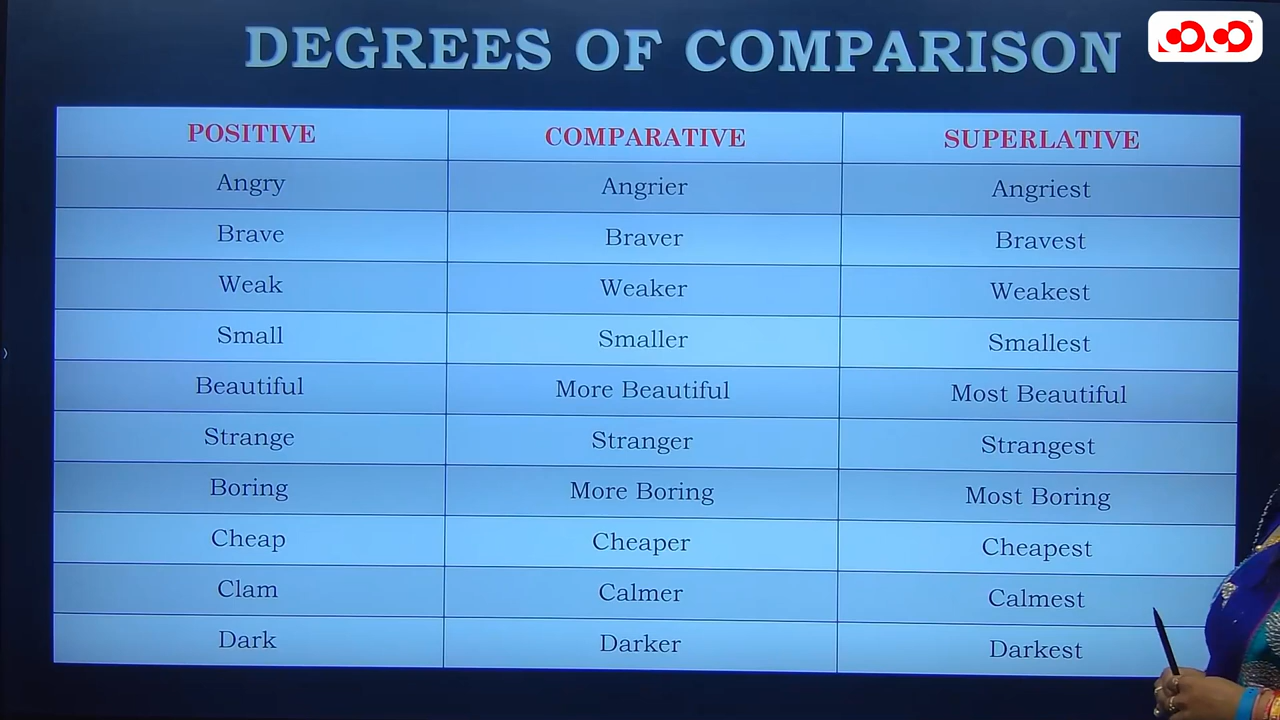 DEGREES OF COMPARISON
POSITIVE COMPARATIVE SUPERLATIVE
Angry Angrier Angriest
Brave Braver Bravest
Weak Weaker Weakest
Small Smaller Smallest
Beautiful More Beautiful Most Beautiful
Strange Stranger Strangest
Boring More Boring Most Boring
Cheap Cheaper Cheapest
Clam Calmer Calmest
Dark Darker Darkest